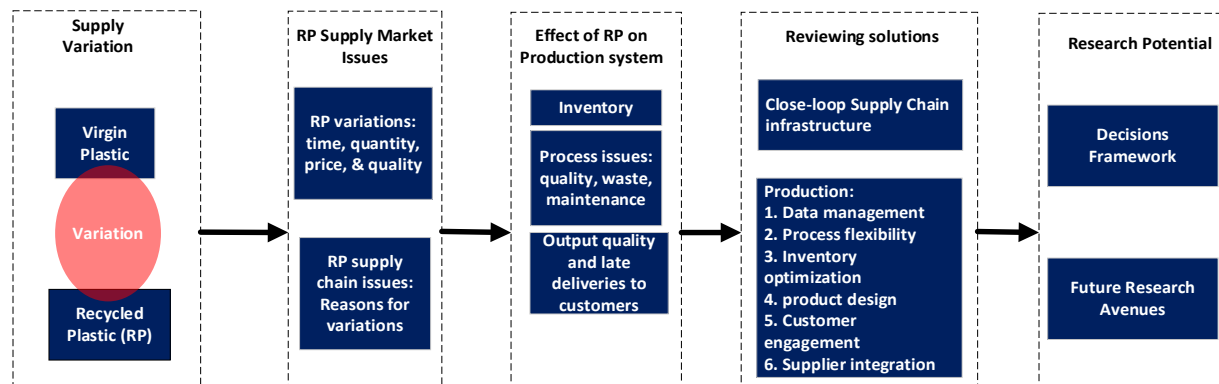 Supply
Variation
Virgin
Plastic
Variation
Recycled
Plastic (RP)
RP Supply Market
Issues
RP variations:
time, quantity,
price, & quality
RP supply
chain issues:
Reasons for
variations
Effect of RP on
Production system
Inventory
Process issues:
quality, waste,
maintenance
Output quality
and late
deliveries to
customers
Reviewing solutions
Close-loop Supply Chain
infrastructure
Production:
1. Data management
2. Process flexibility
3. Inventory
optimization
4. product design
5. Customer
engagement
6. Supplier integration
Research Potential
Decisions
Framework
Future Research
Avenues